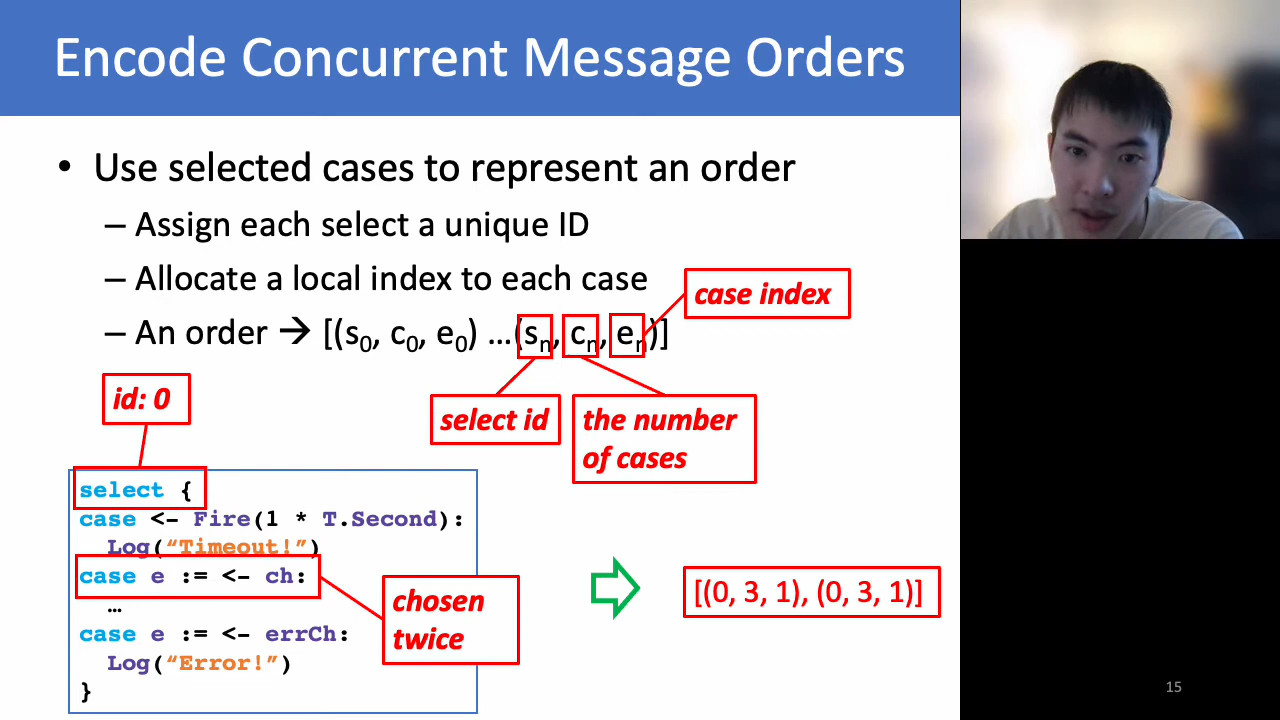 Encode Concurrent Message Orders
• Use selected cases to represent an order
– Assign each select a unique ID
– Allocate a local index to each case
– An order → [(s0, c0, e0) …(sn, cn, en)]
case index
select id
the number
of cases
id: 0
select {
case <- Fire(1 * T.Second):
Log(“Timeout!”)
case e := <- ch:
…
case e := <- errCh:
Log(“Error!”)
}
chosen
twice
[(0, 3, 1), (0, 3, 1)]
15